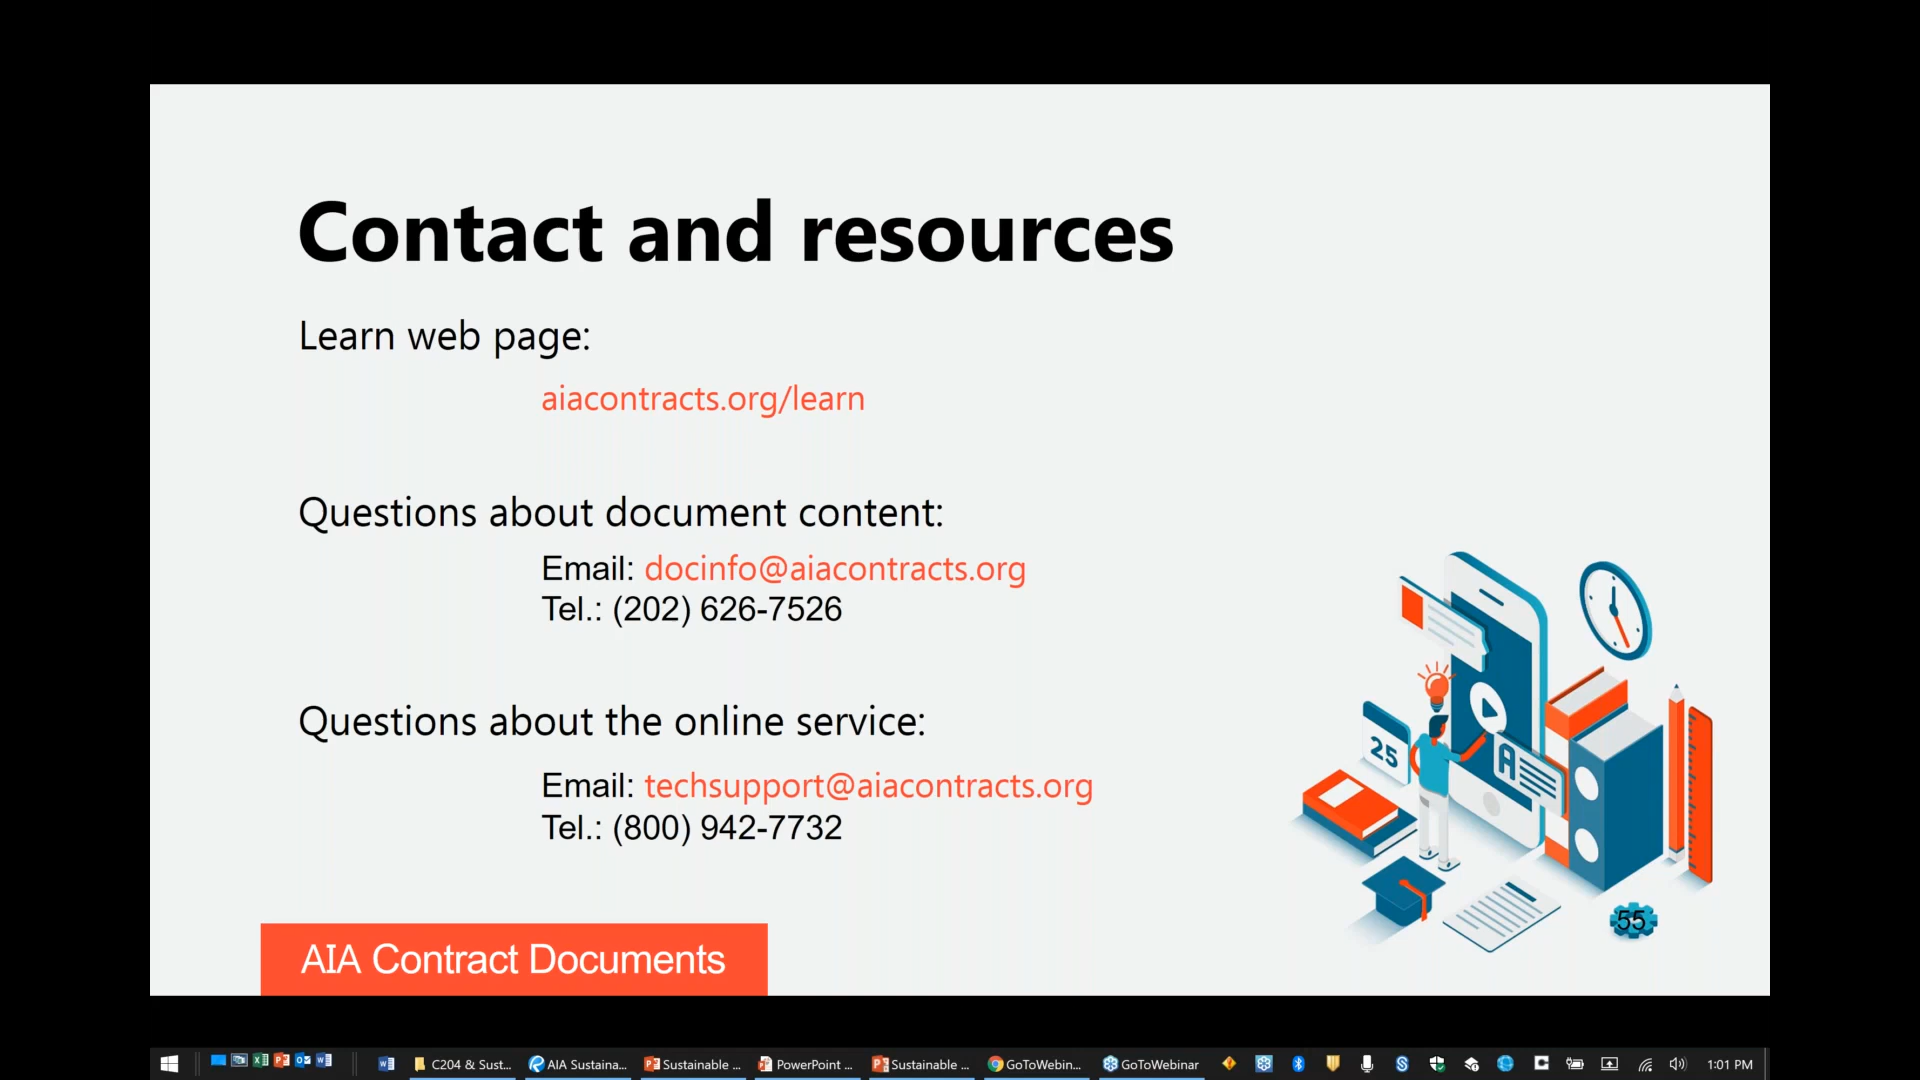 Contact and resources
Learn web page:
aiacontracts.org/learn
Questions about document content:
Email: docinfo@aiacontracts.org
Tel.: (202) 626-7526
Questions about the online service:
Email: techsupport@aiacontracts.org
Tel.: (800) 942-7732
25
A
55
AIA Contract Documents
C204 & Sust... AIA Sustaina... Sustainable ... PowerPoint ... Sustainable ... GoToWebin... GoToWebinar 1:01 PM